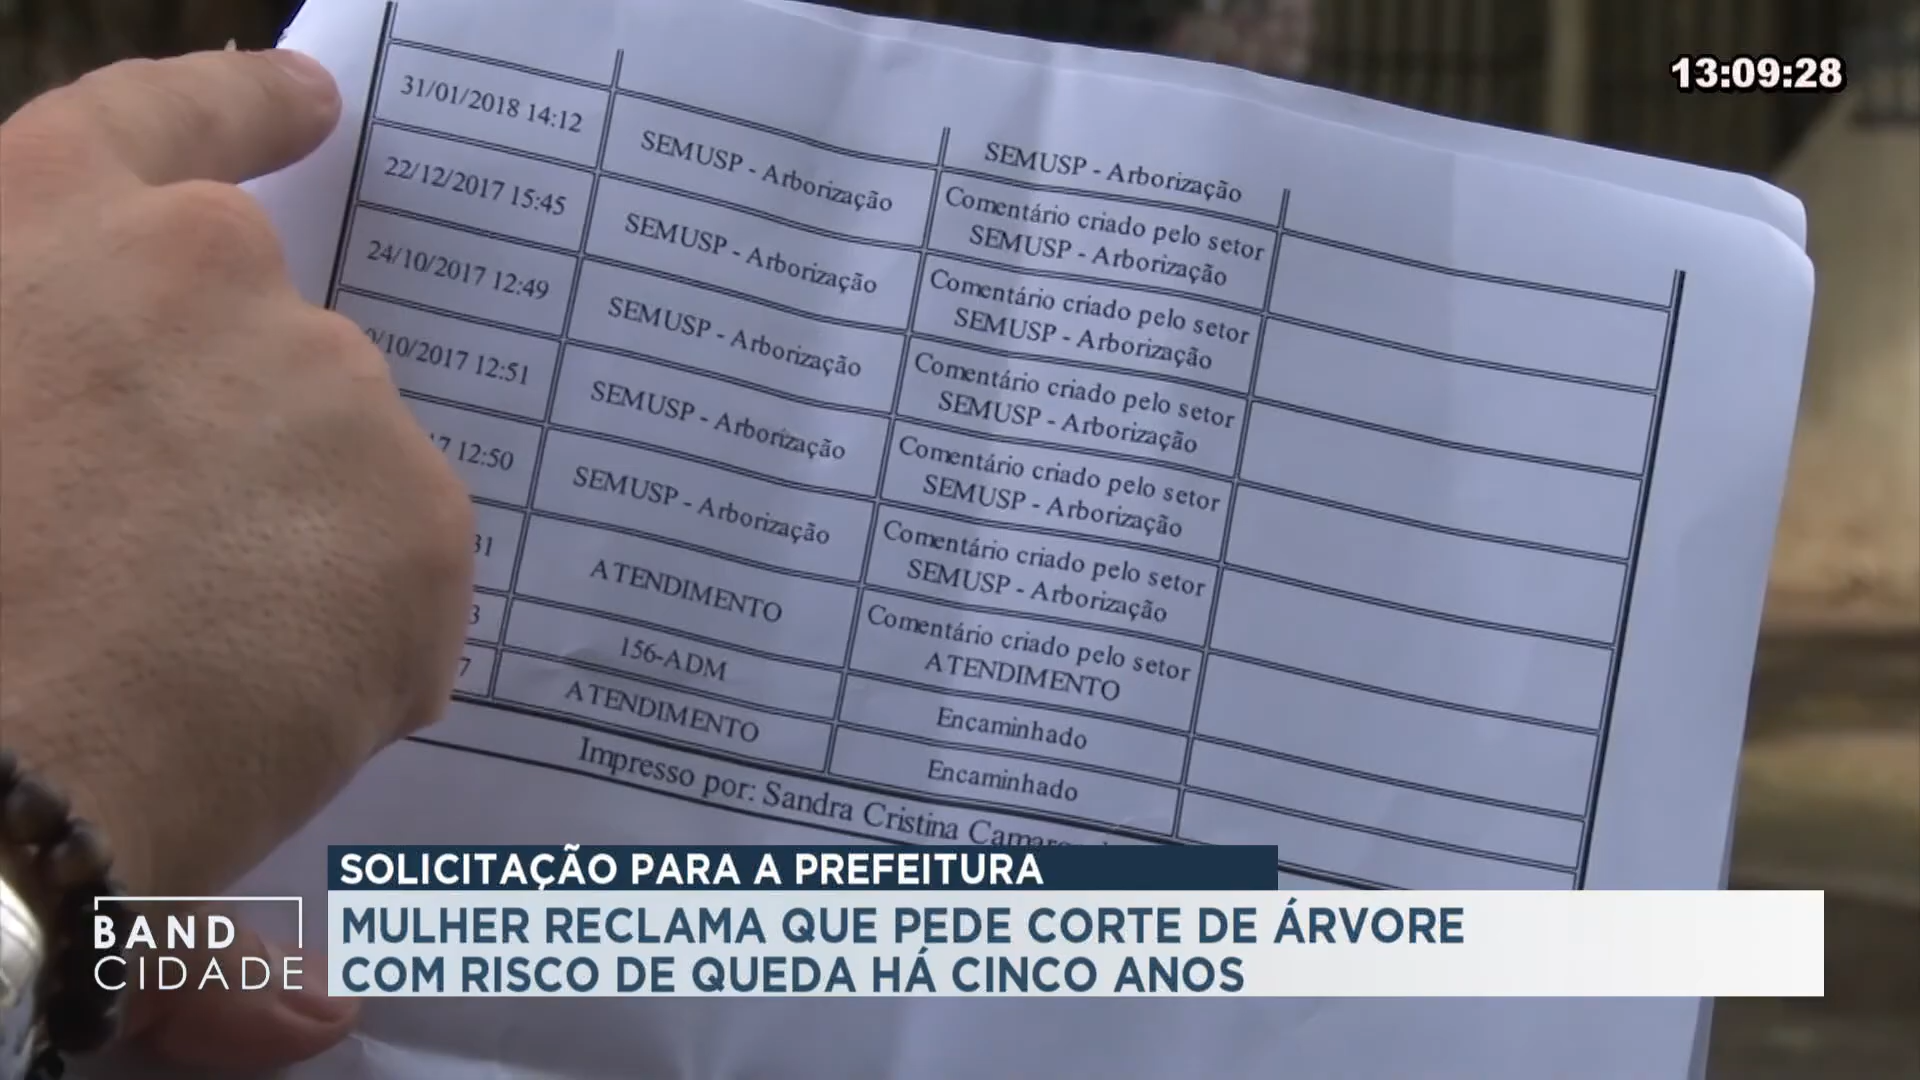 13:09:28
SEMUSP - Arborização
31/01/2018 14:12
SEMUSP - Arborização
Comentário criado pelo setor
SEMUSP - Arborização
22/12/2017 15:45
SEMUSP - Arborização
Comentário criado pelo setor
SEMUSP - Arborização
24/10/2017 12:49
SEMUSP - Arborização
Comentário criado pelo setor
SEMUSP - Arborização
/10/2017 12:51
SEMUSP - Arborização
Comentário criado pelo setor
SEMUSP - Arborização
7 12:50
SEMUSP - Arborização
Comentário criado pelo setor
SEMUSP - Arborização
31
ATENDIMENTO
Comentário criado pelo setor
ATENDIMENTO
3
156-ADM
Encaminhado
7
ATENDIMENTO
Encaminhado
Impresso por: Sandra Cristina
SOLICITAÇÃO PARA A PREFEITURA
MULHER RECLAMA QUE PEDE CORTE DE ÁRVORE
COM RISCO DE QUEDA HÁ CINCO ANOS
BAND
CIDADE